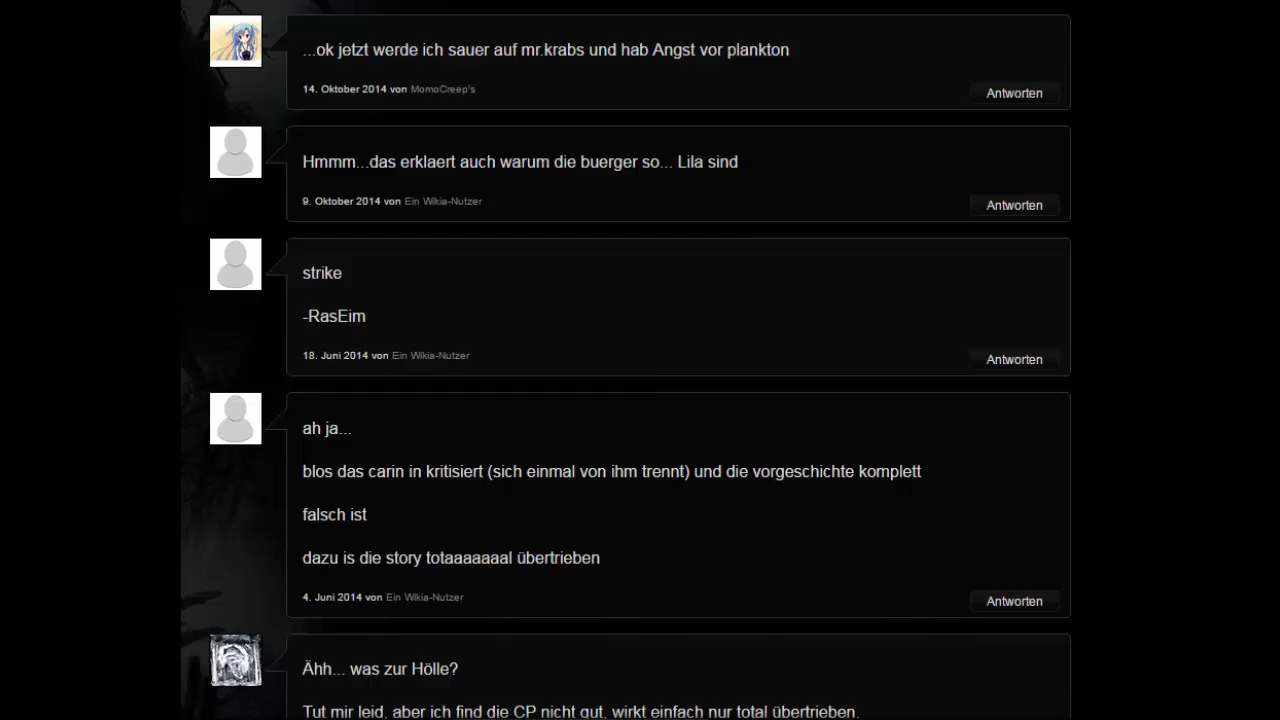 ...ok jetzt werde ich sauer auf mr.krabs und hab Angst vor plankton
14. Oktober 2014 von MomoCreep's
Antworten
Hmmm...das erklaert auch warum die buerger so... Lila sind
9. Oktober 2014 von Ein Wikia-Nutzer
Antworten
strike
-RasEim
18. Juni 2014 von Ein Wikia-Nutzer
Antworten
ah ja...
blos das carin in kritisiert (sich einmal von ihm trennt) und die vorgeschichte komplett
falsch ist
dazu is die story totaaaaaaal übertrieben
4. Juni 2014 von Ein Wikia-Nutzer
Antworten
Ähh... was zur Hölle?
Tut mir leid, aber ich find die CP nicht gut, wirkt einfach nur total übertrieben.